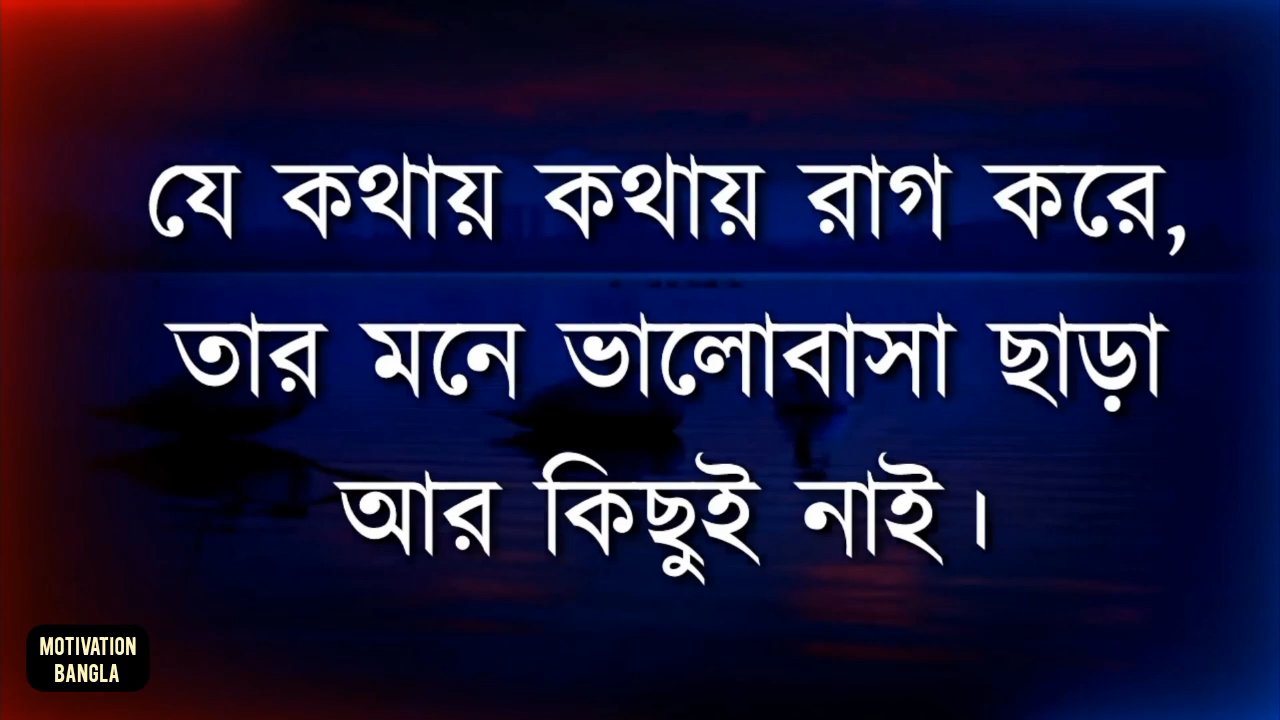 যে কথায় কথায় রাগ করে,
তার মনে ভালোবাসা ছাড়া
আর কিছুই নাই।
MOTIVATION
BANGLA